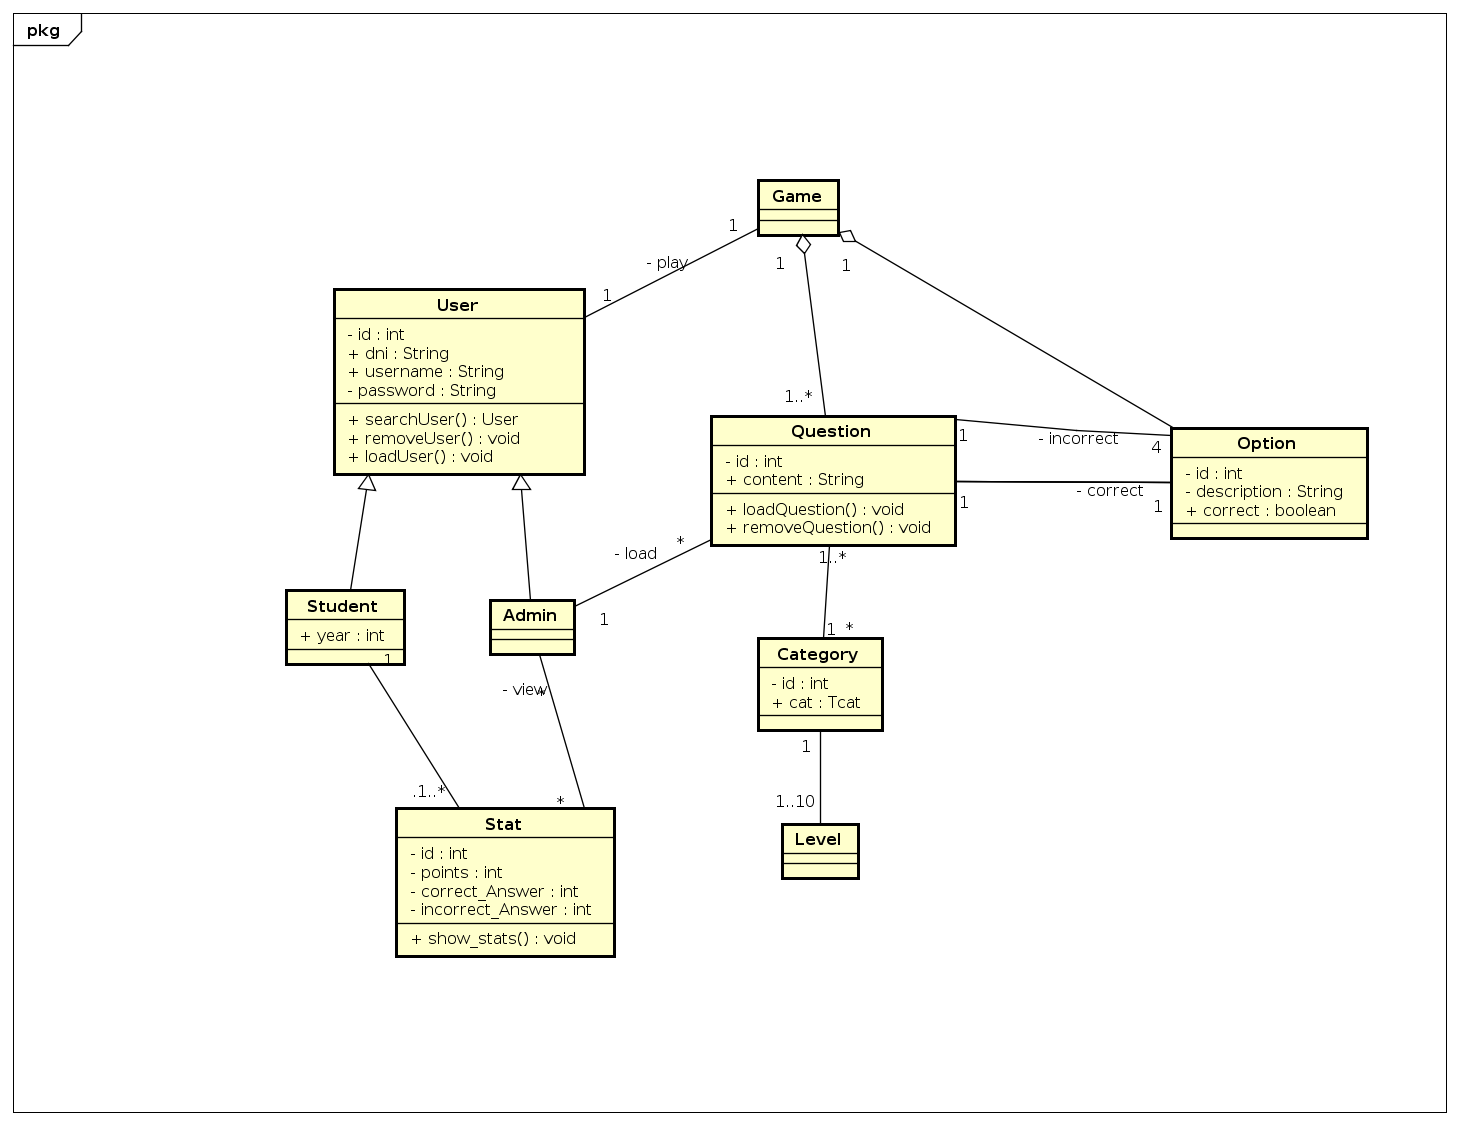 pkg
Game
1
- play
1
1
1
User
- id : int
+ dni : String
+ username : String
- password : String
+ searchUser() : User
+ removeUser() : void
+ loadUser() : void
1..*
Question
- id : int
+ content : String
+ loadQuestion() : void
+ removeQuestion() : void
1
- incorrect
4
1
- correct
1
Option
- id : int
- description : String
+ correct : boolean
*
- load
1
1..*
1 *
Student
+ year : int
1
Admin
- view
*
Category
- id : int
+ cat : Tcat
1
1..10
Level
.1..*
*
Stat
- id : int
- points : int
- correct_Answer : int
- incorrect_Answer : int
+ show_stats() : void